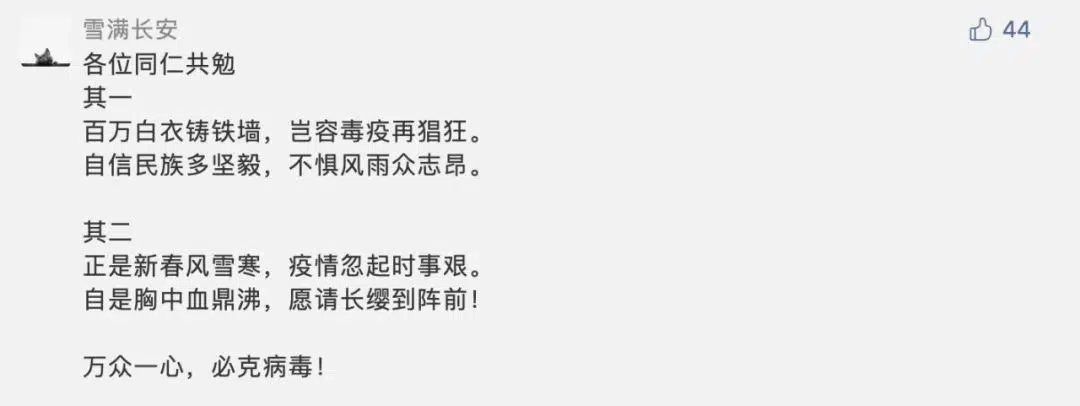 雪满长安
44
各位同仁共勉
其一
百万白衣铸铁墙，岂容毒疫再猖狂。
自信民族多坚毅，不惧风雨众志昂。
其二
正是新春风雪寒，疫情忽起时事艰。
自是胸中血鼎沸，愿请长缨到阵前！
万众一心，必克病毒！